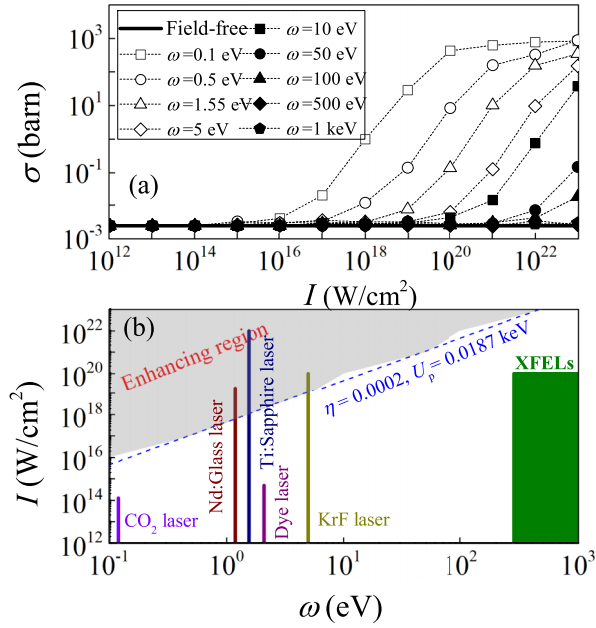 Field-free
ω=0.1 eV
ω=0.5 eV
ω=1.55 eV
ω=5 eV
ω=10 eV
ω=50 eV
ω=100 eV
ω=500 eV
ω=1 keV
10³
10¹
10⁻¹
10⁻³
σ (barn)
(a)
10¹² 10¹⁴ 10¹⁶ 10¹⁸ 10²⁰ 10²²
I (W/cm²)
(b)
10²²
10²⁰
10¹⁸
10¹⁶
10¹⁴
10¹²
I (W/cm²)
Enhancing region
η=0.0002, Uₚ=0.0187 keV
XFELs
CO₂ laser
Nd:Glass laser
Ti:Sapphire laser
Dye laser
KrF laser
10⁻¹ 10⁰ 10¹ 10² 10³
ω (eV)